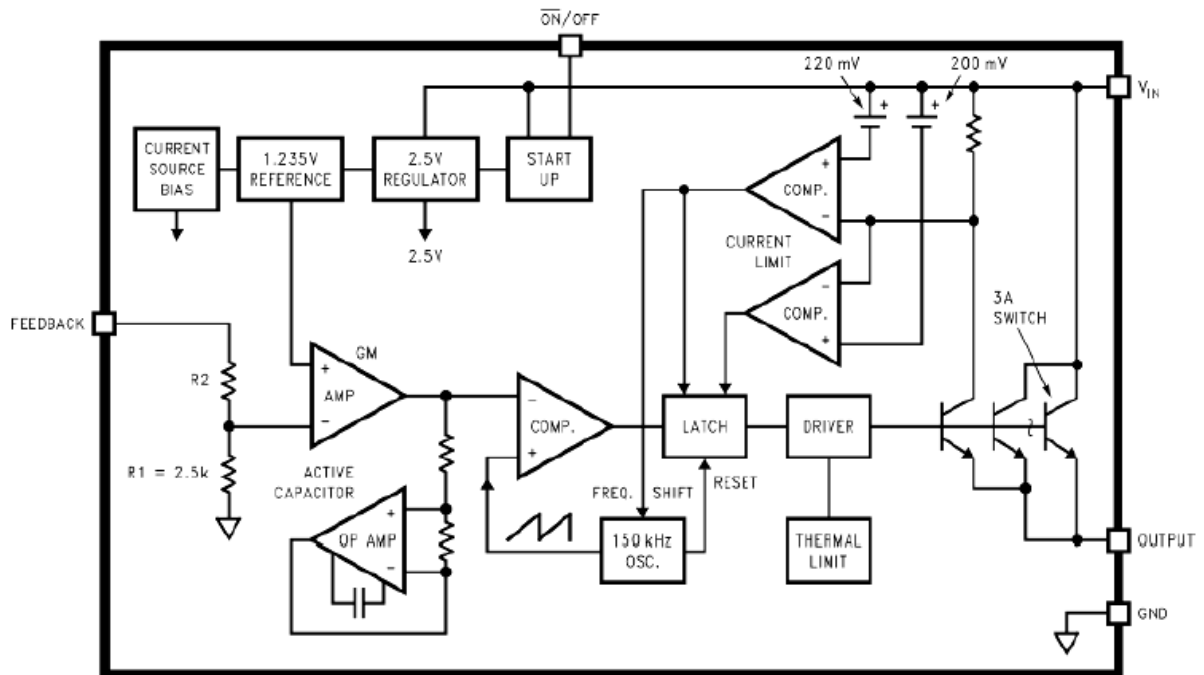 ON/OFF
220 mV
200 mV
VIN
CURRENT
SOURCE
BIAS
1.235V
REFERENCE
2.5V
REGULATOR
START
UP
+
+
+
COMP.
−
2.5V
CURRENT
LIMIT
−
COMP.
+
3A
SWITCH
FEEDBACK
R2
R1 = 2.5k
GM
+
AMP
−
−
COMP.
+
LATCH
DRIVER
ACTIVE
CAPACITOR
+
OP AMP
−
FREQ. SHIFT
RESET
150 kHz
OSC.
THERMAL
LINIT
OUTPUT
GND